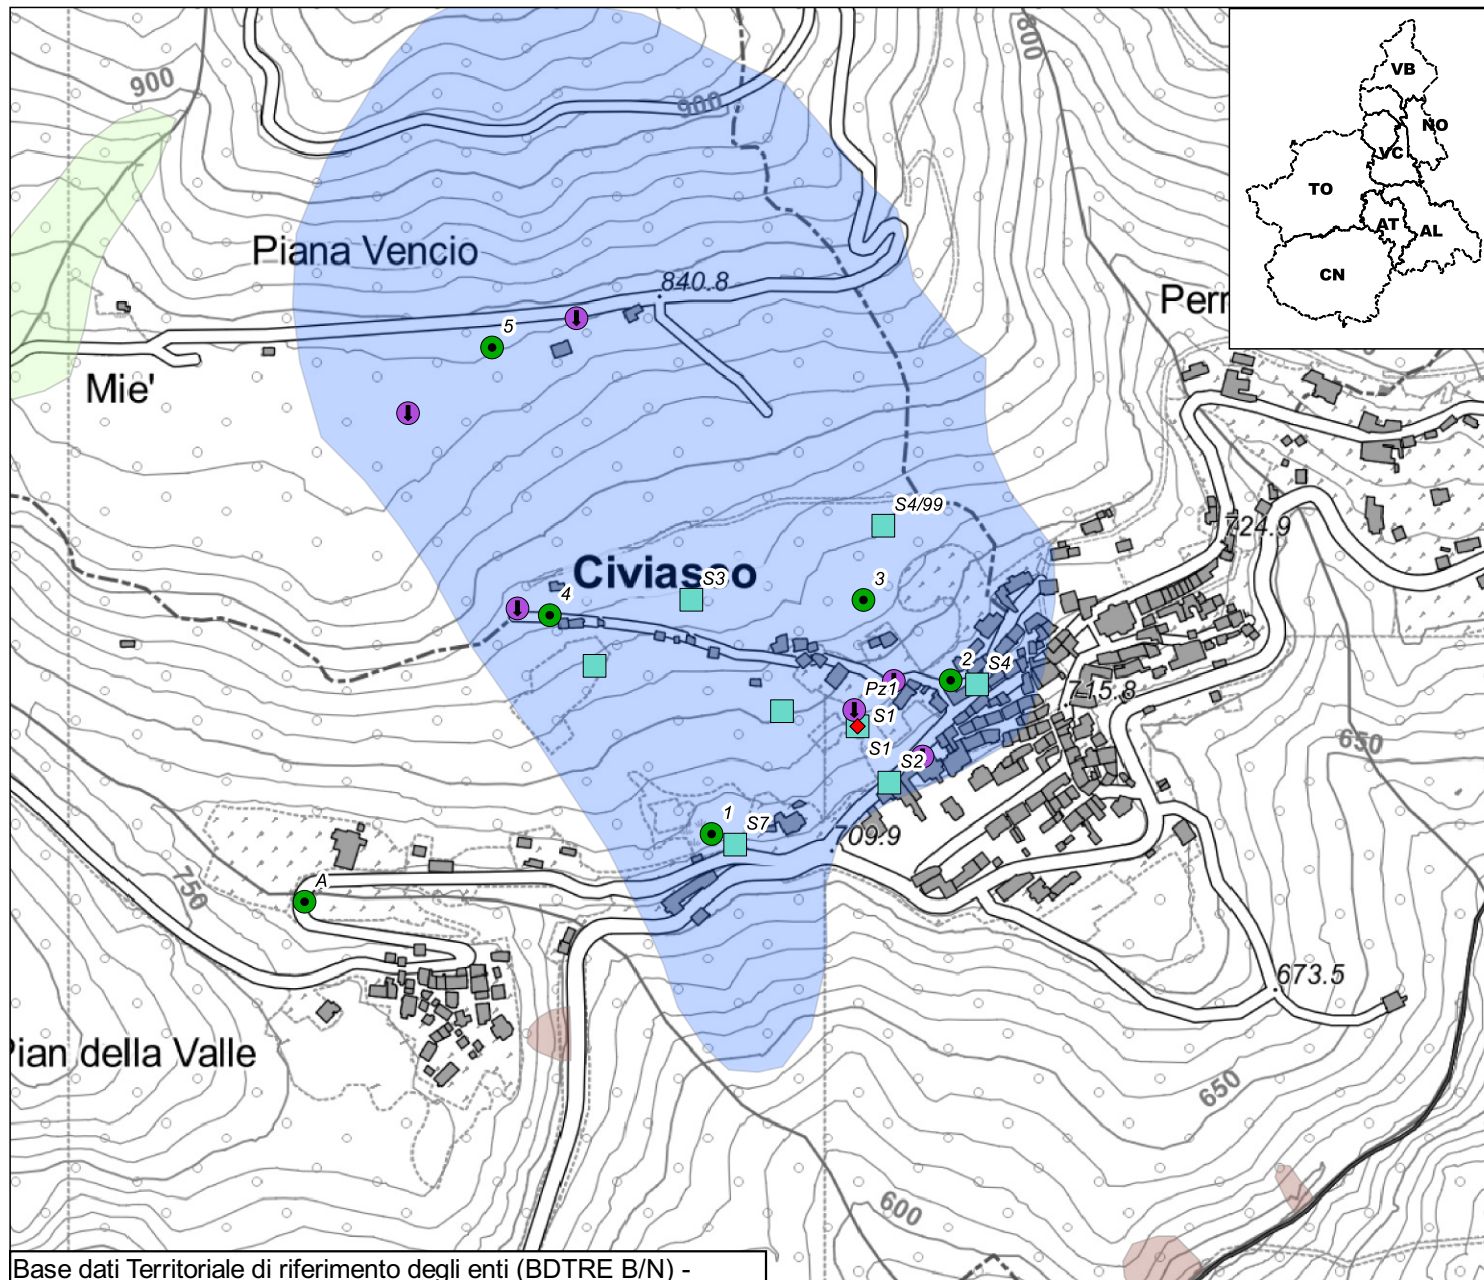 900
900
800
VB
NO
VC
TO
AT
AL
CN
Piana Vencio
840.8
5
Mie'
S4/99
724.9
Civiasco
S3
3
4
2
S4
Pz1
715.8
S1
S1
S2
650
1
S7
709.9
A
750
673.5
Pian della Valle
650
600
Base dati Territoriale di riferimento degli enti (BDTRE B/N) -